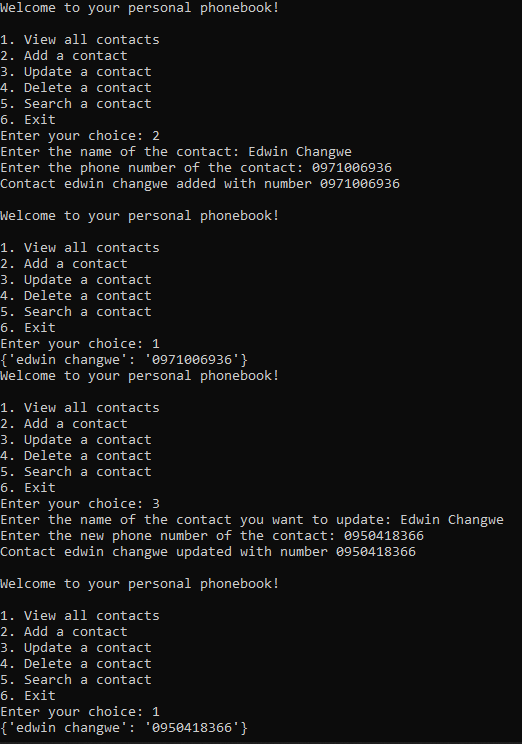 Welcome to your personal phonebook!
1. View all contacts
2. Add a contact
3. Update a contact
4. Delete a contact
5. Search a contact
6. Exit
Enter your choice: 2
Enter the name of the contact: Edwin Changwe
Enter the phone number of the contact: 0971006936
Contact edwin changwe added with number 0971006936
Welcome to your personal phonebook!
1. View all contacts
2. Add a contact
3. Update a contact
4. Delete a contact
5. Search a contact
6. Exit
Enter your choice: 1
{'edwin changwe': '0971006936'}
Welcome to your personal phonebook!
1. View all contacts
2. Add a contact
3. Update a contact
4. Delete a contact
5. Search a contact
6. Exit
Enter your choice: 3
Enter the name of the contact you want to update: Edwin Changwe
Enter the new phone number of the contact: 0950418366
Contact edwin changwe updated with number 0950418366
Welcome to your personal phonebook!
1. View all contacts
2. Add a contact
3. Update a contact
4. Delete a contact
5. Search a contact
6. Exit
Enter your choice: 1
{'edwin changwe': '0950418366'}